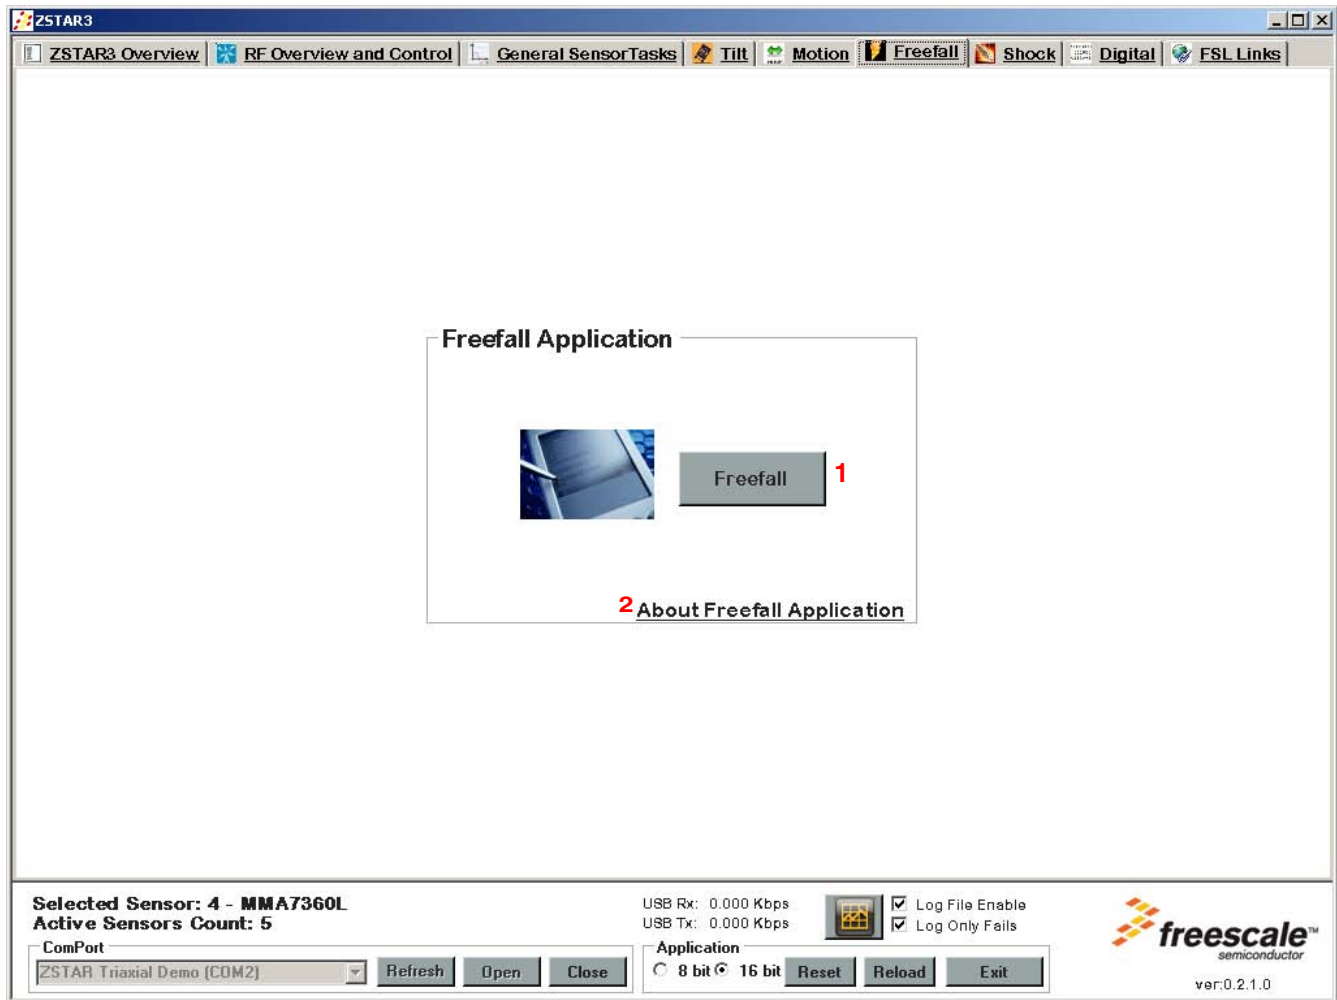 ZSTAR3
ZSTAR3 Overview RF Overview and Control General SensorTasks Tilt Motion Freefall Shock Digital FSL Links
Freefall Application
Freefall 1
2 About Freefall Application
Selected Sensor: 4 - MMA7360L
Active Sensors Count: 5
USB Rx: 0.000 Kbps
USB Tx: 0.000 Kbps
Log File Enable
Log Only Fails
ComPort
ZSTAR Triaxial Demo (COM2) Refresh Open Close
Application
8 bit 16 bit Reset Reload Exit
freescale™
semiconductor
ver:0.2.1.0